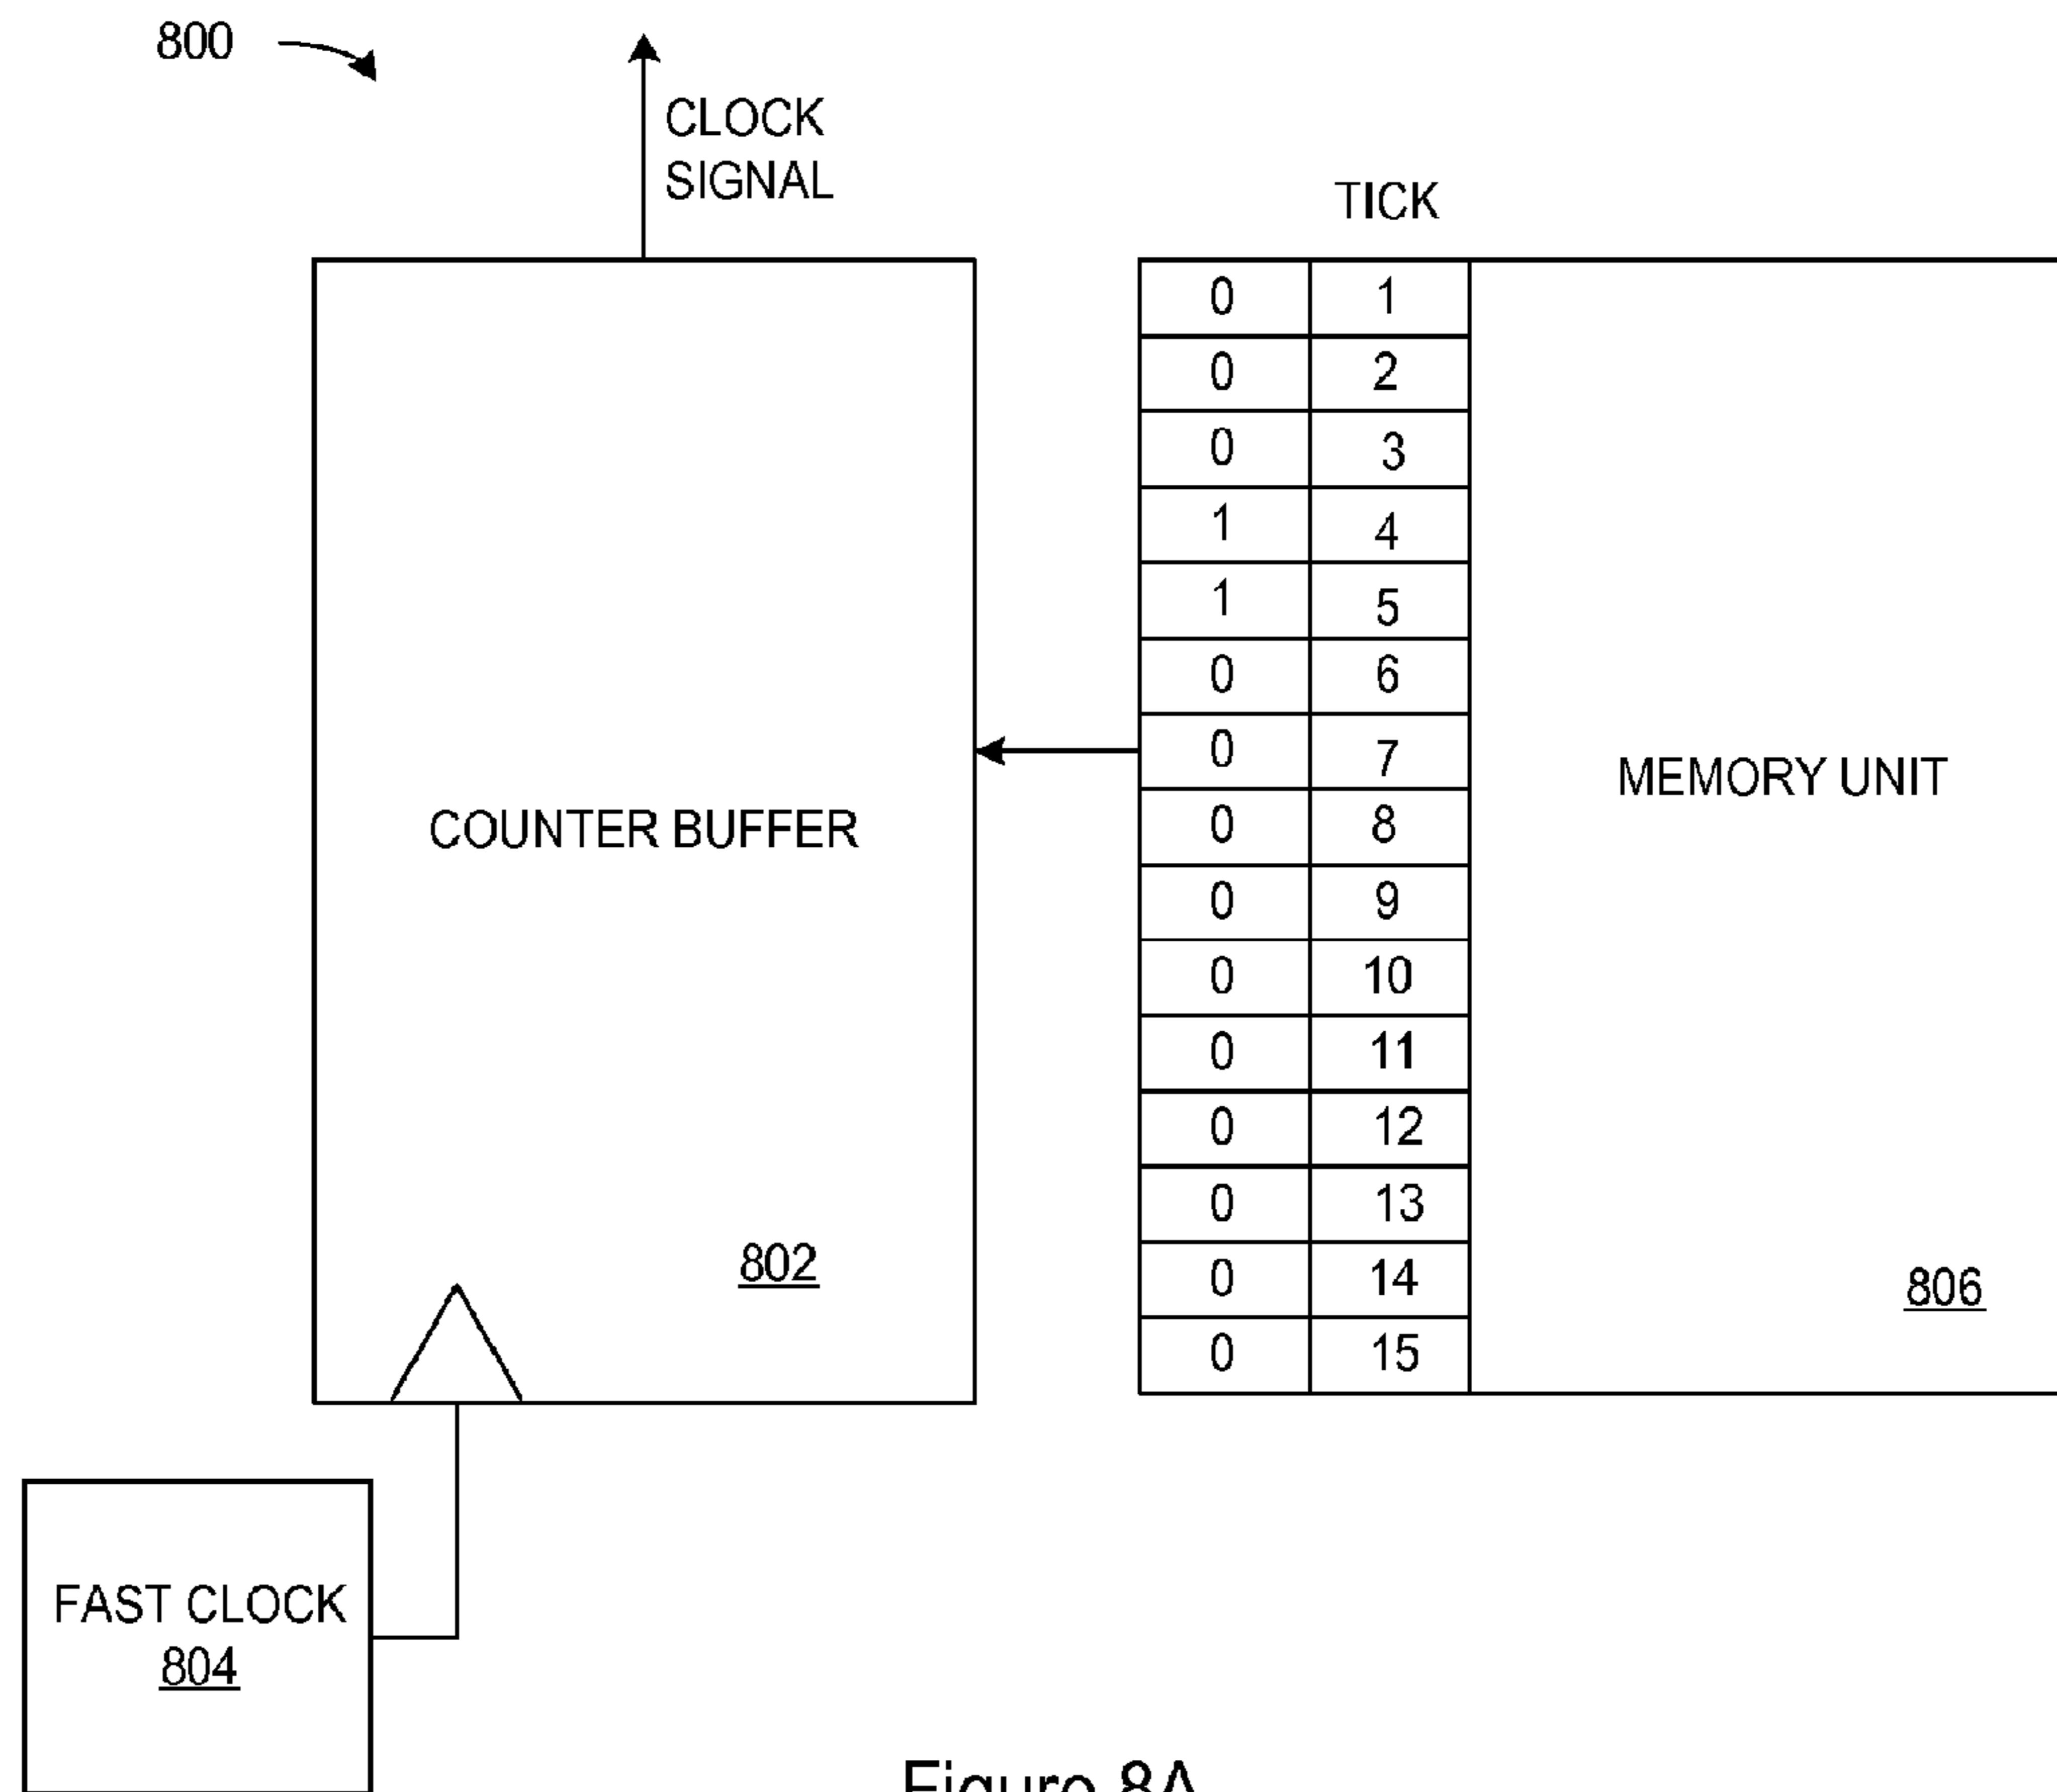 800
CLOCK
SIGNAL
TICK
0 1
0 2
0 3
1 4
1 5
0 6
0 7
0 8
0 9
0 10
0 11
0 12
0 13
0 14
0 15
COUNTER BUFFER
802
MEMORY UNIT
806
FAST CLOCK
804
Figure 8A